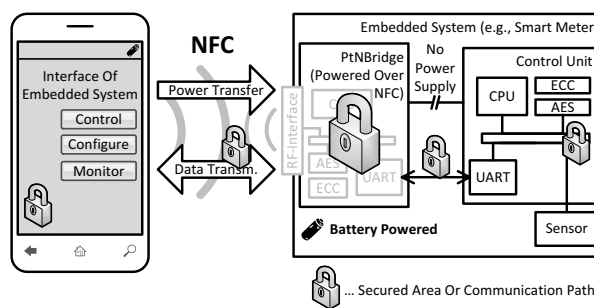 Embedded System (e.g., Smart Meter
NFC
Interface Of
Embedded System
Control
Configure
Monitor
Power Transfer
Data Transm.
RF-Interface
PtNBridge
(Powered Over
NFC)
C
AES
ECC
UART
No
Power
Supply
Control Unit
CPU
ECC
AES
UART
Sensor
Battery Powered
... Secured Area Or Communication Path